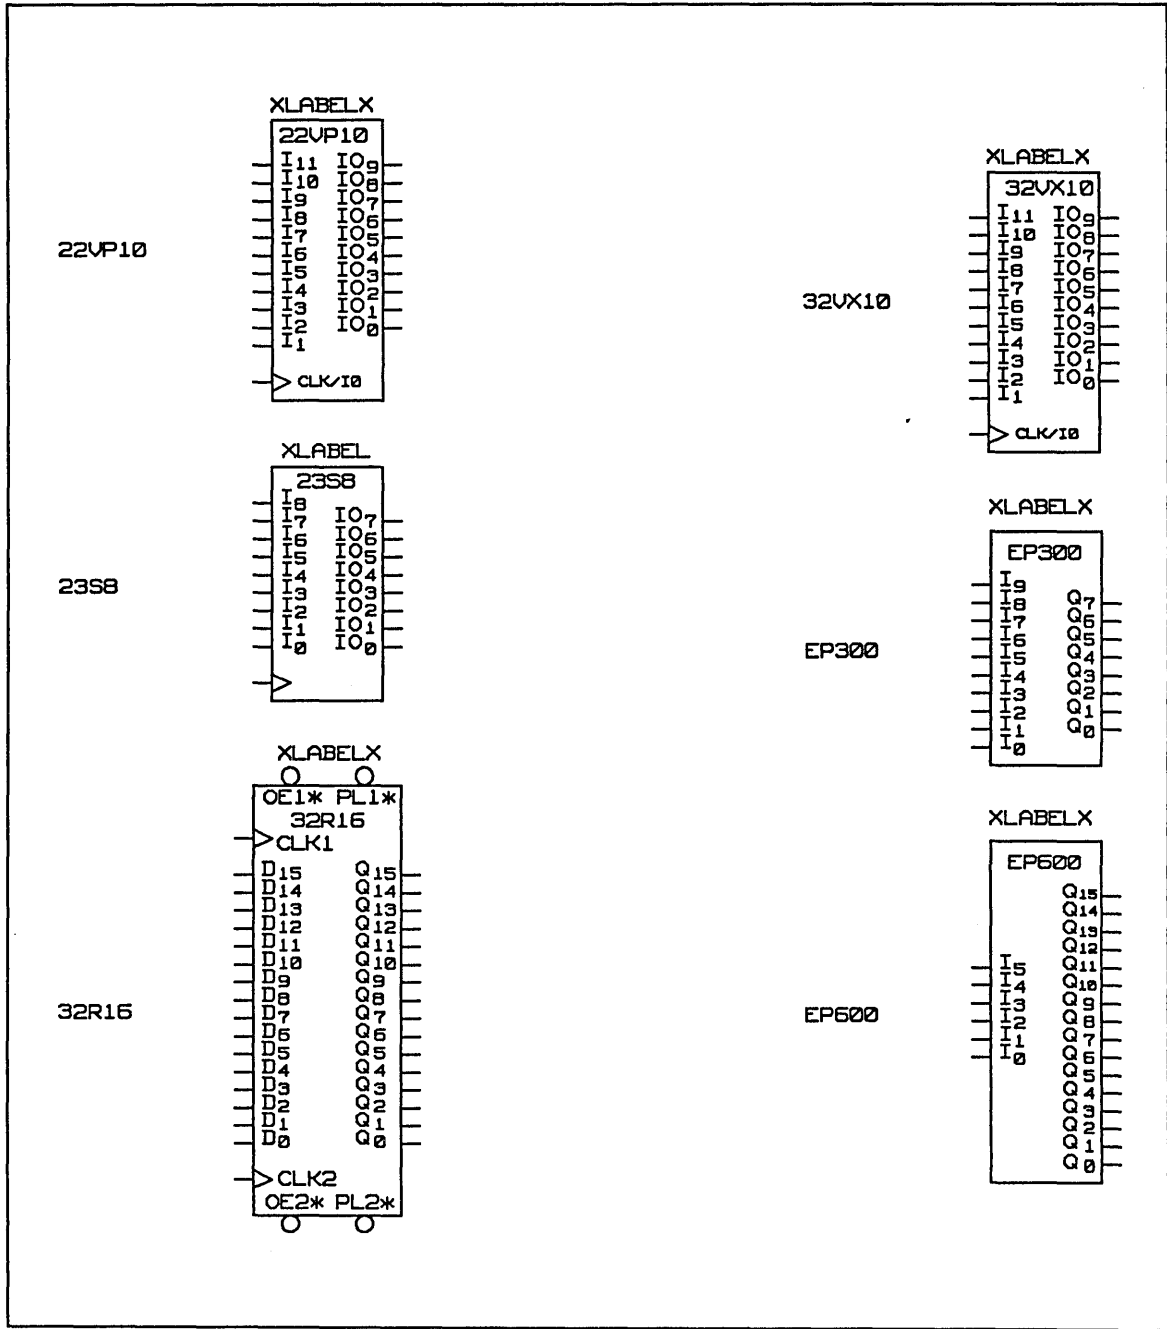 22VP10
XLABELX
22VP10
I11 IO9
I10 IO8
I9 IO7
I8 IO6
I7 IO5
I6 IO4
I5 IO3
I4 IO2
I3 IO1
I2 IO0
I1
CLK/I0
23S8
XLABEL
23S8
I8
I7 IO7
I6 IO6
I5 IO5
I4 IO4
I3 IO3
I2 IO2
I1 IO1
I0 IO0
32R16
XLABELX
OE1* PL1*
32R16
CLK1
D15 Q15
D14 Q14
D13 Q13
D12 Q12
D11 Q11
D10 Q10
D9 Q9
D8 Q8
D7 Q7
D6 Q6
D5 Q5
D4 Q4
D3 Q3
D2 Q2
D1 Q1
D0 Q0
CLK2
OE2* PL2*
32VX10
XLABELX
32VX10
I11 IO9
I10 IO8
I9 IO7
I8 IO6
I7 IO5
I6 IO4
I5 IO3
I4 IO2
I3 IO1
I2 IO0
I1
CLK/I0
EP300
XLABELX
EP300
I9
I8 Q7
I7 Q6
I6 Q5
I5 Q4
I4 Q3
I3 Q2
I2 Q1
I1 Q0
I0
EP600
XLABELX
EP600
Q15
Q14
Q13
Q12
I5 Q11
I4 Q10
I3 Q9
I2 Q8
I1 Q7
I0 Q6
Q5
Q4
Q3
Q2
Q1
Q0